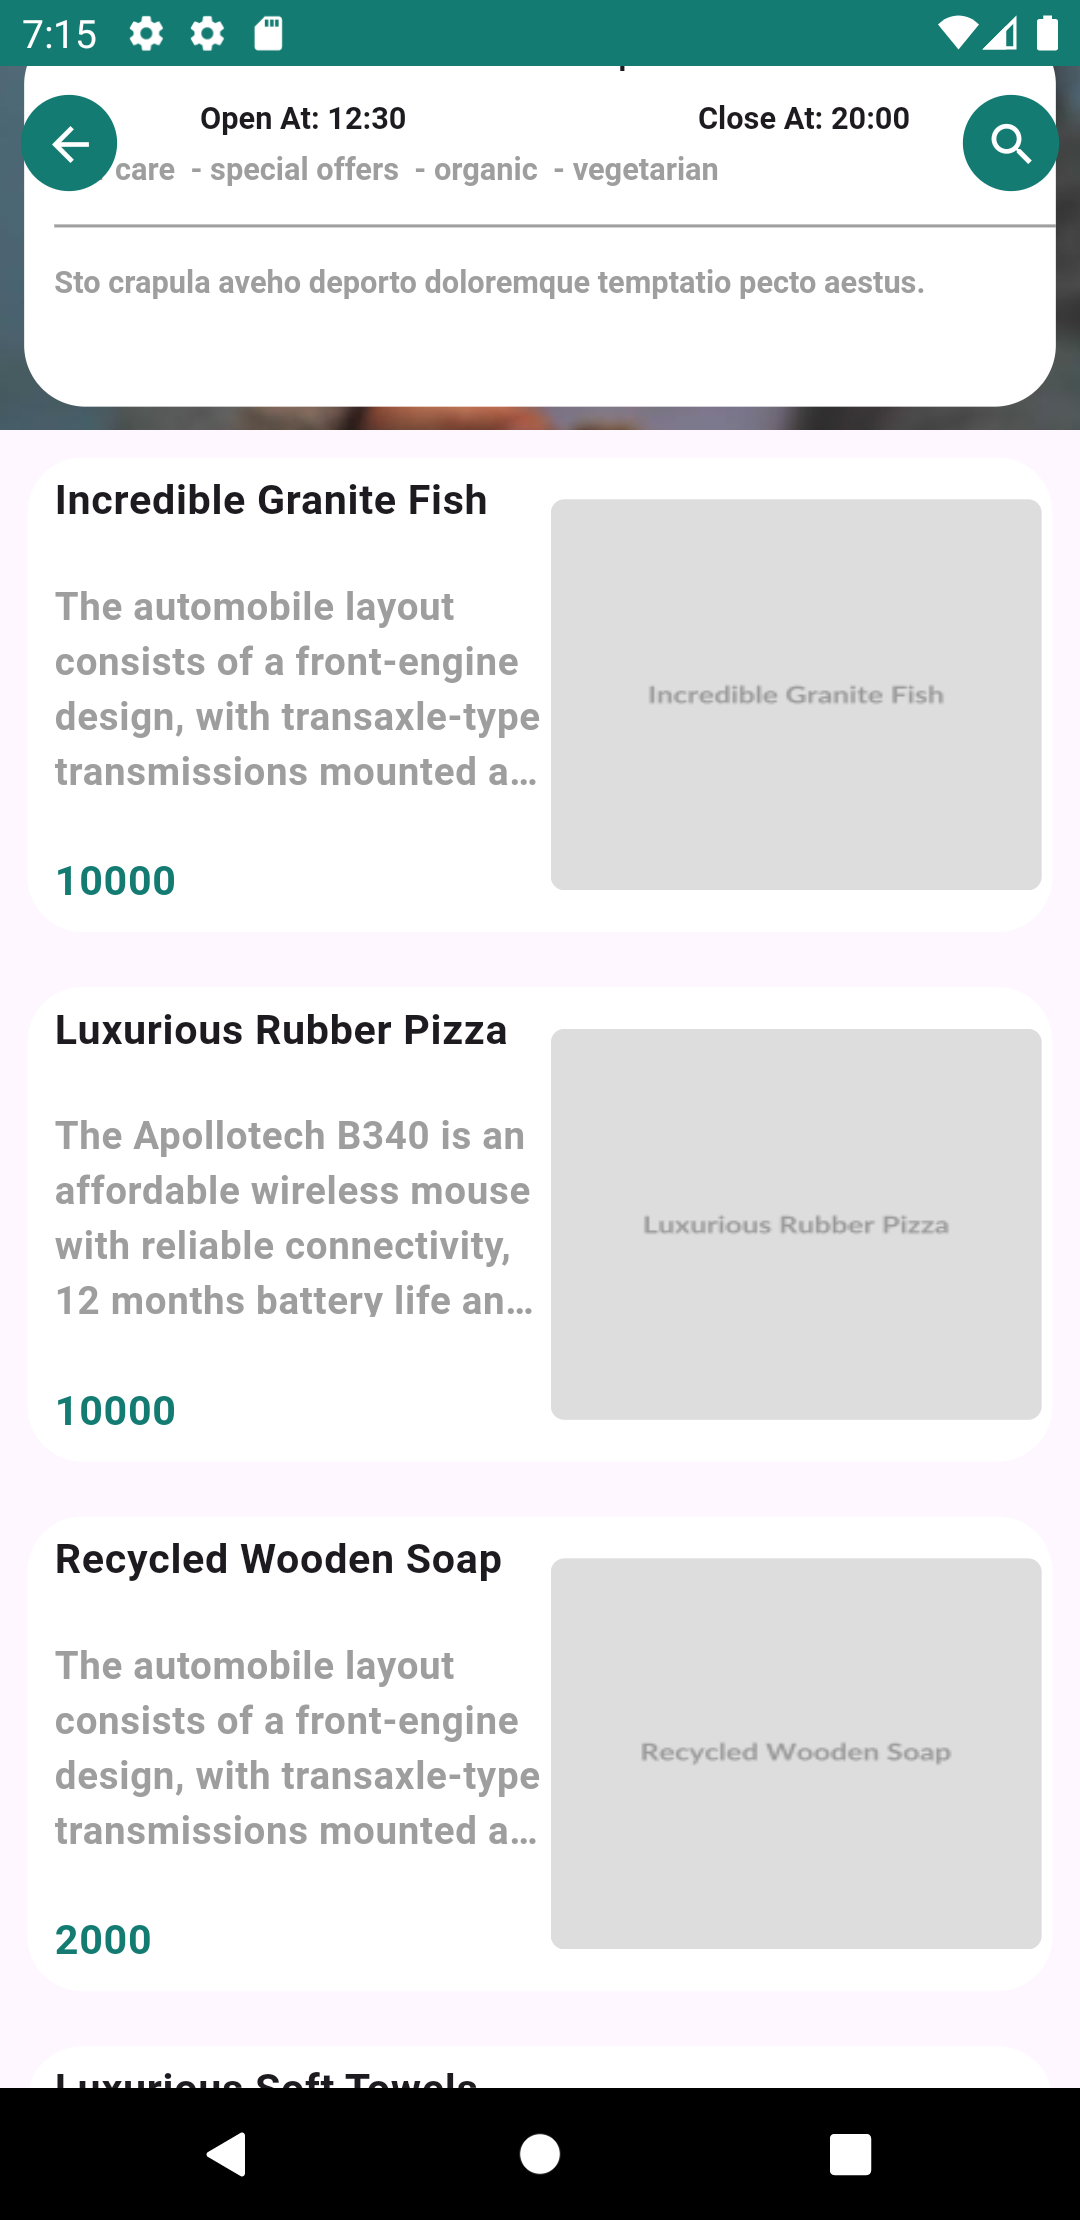 7:15
Open At: 12:30 Close At: 20:00
care - special offers - organic - vegetarian
Sto crapula aveho deporto doloremque temptatio pecto aestus.
Incredible Granite Fish
The automobile layout
consists of a front-engine
design, with transaxle-type
transmissions mounted a…
10000
Incredible Granite Fish
Luxurious Rubber Pizza
The Apollotech B340 is an
affordable wireless mouse
with reliable connectivity,
12 months battery life an…
10000
Luxurious Rubber Pizza
Recycled Wooden Soap
The automobile layout
consists of a front-engine
design, with transaxle-type
transmissions mounted a…
2000
Recycled Wooden Soap
Luxurious Soft Towels